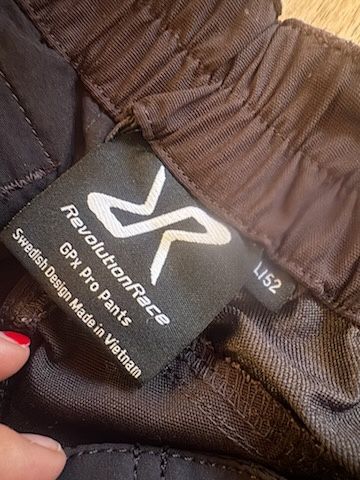 RevolutionRace
GPx Pro Pants
Swedish Design Made in Vietnam
L/52